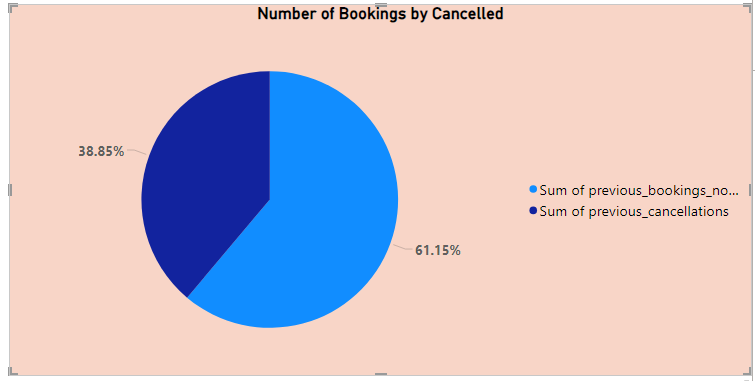 Number of Bookings by Cancelled
38.85%
Sum of previous_bookings_no...
Sum of previous_cancellations
61.15%